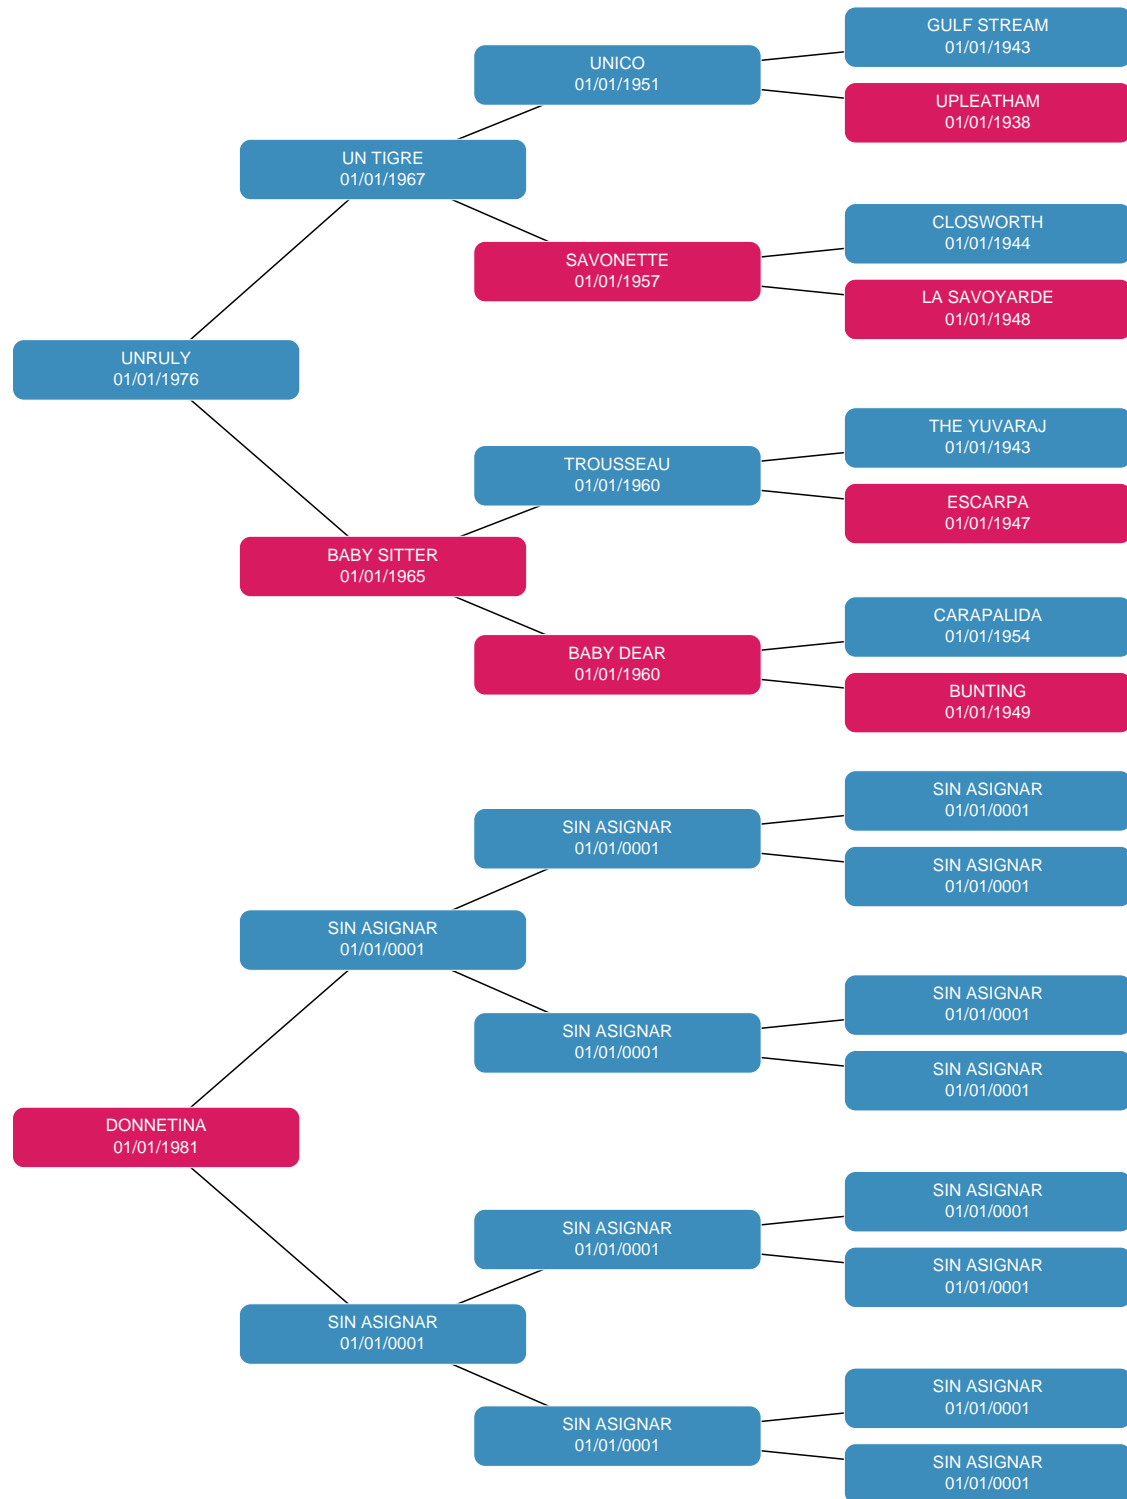 GULF STREAM
01/01/1943
UNICO
01/01/1951
UPLEATHAM
01/01/1938
UN TIGRE
01/01/1967
CLOSWORTH
01/01/1944
SAVONETTE
01/01/1957
LA SAVOYARDE
01/01/1948
UNRULY
01/01/1976
THE YUVARAJ
01/01/1943
TROUSSEAU
01/01/1960
ESCARPA
01/01/1947
BABY SITTER
01/01/1965
CARAPALIDA
01/01/1954
BABY DEAR
01/01/1960
BUNTING
01/01/1949
SIN ASIGNAR
01/01/0001
SIN ASIGNAR
01/01/0001
SIN ASIGNAR
01/01/0001
SIN ASIGNAR
01/01/0001
SIN ASIGNAR
01/01/0001
SIN ASIGNAR
01/01/0001
SIN ASIGNAR
01/01/0001
DONNETINA
01/01/1981
SIN ASIGNAR
01/01/0001
SIN ASIGNAR
01/01/0001
SIN ASIGNAR
01/01/0001
SIN ASIGNAR
01/01/0001
SIN ASIGNAR
01/01/0001
SIN ASIGNAR
01/01/0001
SIN ASIGNAR
01/01/0001